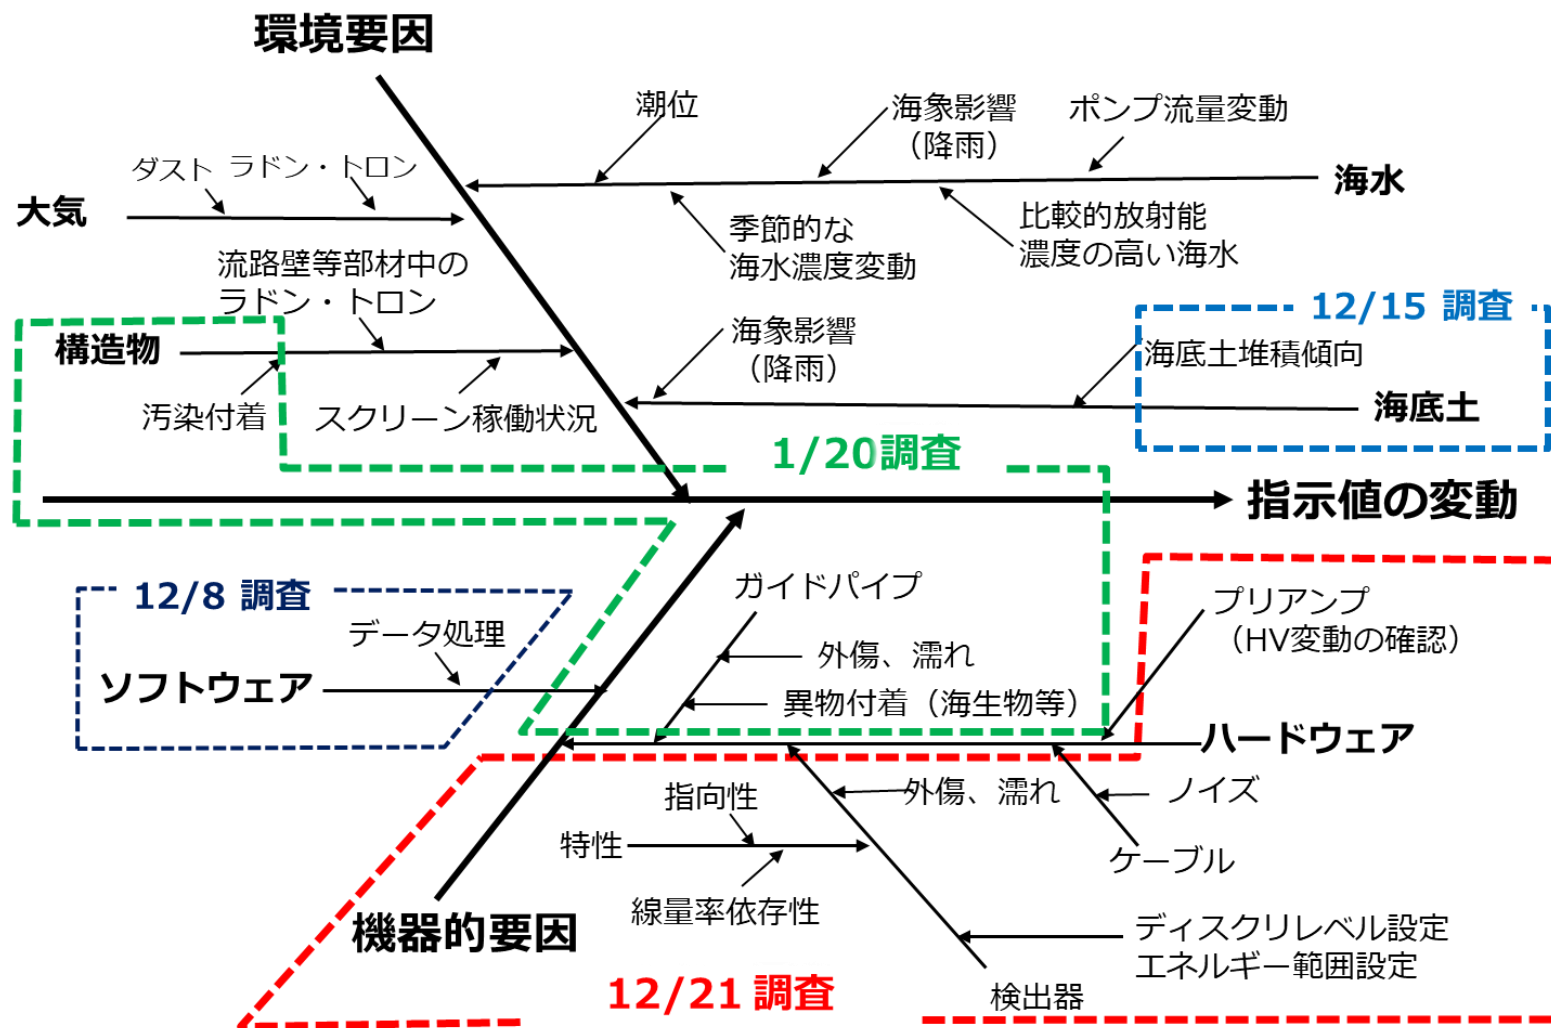 環境要因
潮位
海象影響
（降雨）
ポンプ流量変動
ダスト
ラドン・トロン
海水
大気
季節的な
海水濃度変動
比較的放射能
濃度の高い海水
流路壁等部材中の
ラドン・トロン
12/15 調査
構造物
海象影響
（降雨）
海底土堆積傾向
汚染付着
スクリーン稼働状況
海底土
1/20調査
指示値の変動
12/8 調査
ガイドパイプ
プリアンプ
（HV変動の確認）
データ処理
外傷、濡れ
ソフトウェア
異物付着（海生物等）
ハードウェア
指向性
外傷、濡れ
ノイズ
特性
ケーブル
線量率依存性
機器的要因
ディスクリレベル設定
エネルギー範囲設定
12/21 調査
検出器